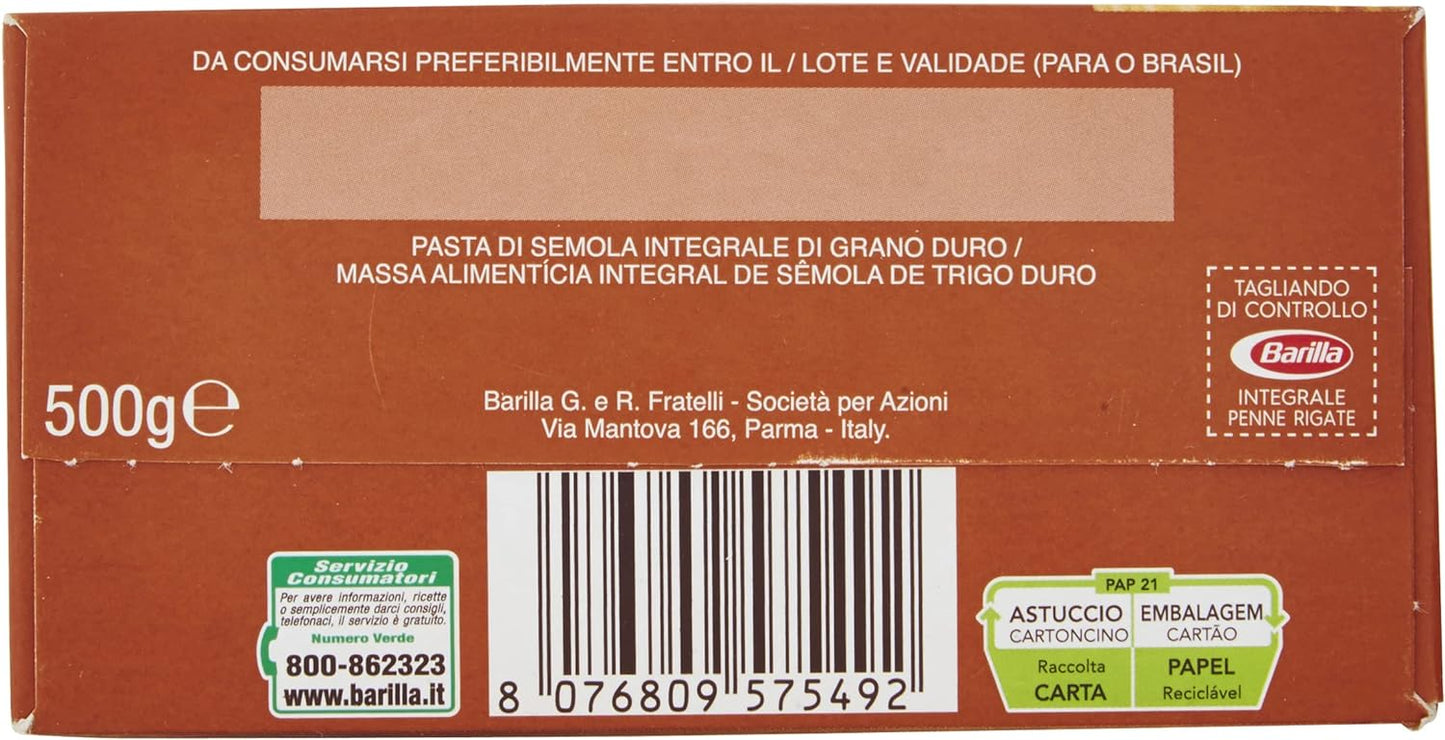 DA CONSUMARSI PREFERIBILMENTE ENTRO IL / LOTE E VALIDADE (PARA O BRASIL)
PASTA DI SEMOLA INTEGRALE DI GRANO DURO /
MASSA ALIMENTÍCIA INTEGRAL DE SÊMOLA DE TRIGO DURO
TAGLIANDO
DI CONTROLLO
Barilla
INTEGRALE
PENNE RIGATE
500g℮
Barilla G. e R. Fratelli - Società per Azioni
Via Mantova 166, Parma - Italy.
Servizio
Consumatori
Per avere informazioni, ricette
o semplicemente darci consigli,
telefonaci, il servizio è gratuito.
Numero Verde
800-862323
www.barilla.it
8 076809 575492
PAP 21
ASTUCCIO
CARTONCINO
Raccolta
CARTA
EMBALAGEM
CARTÃO
PAPEL
Reciclável